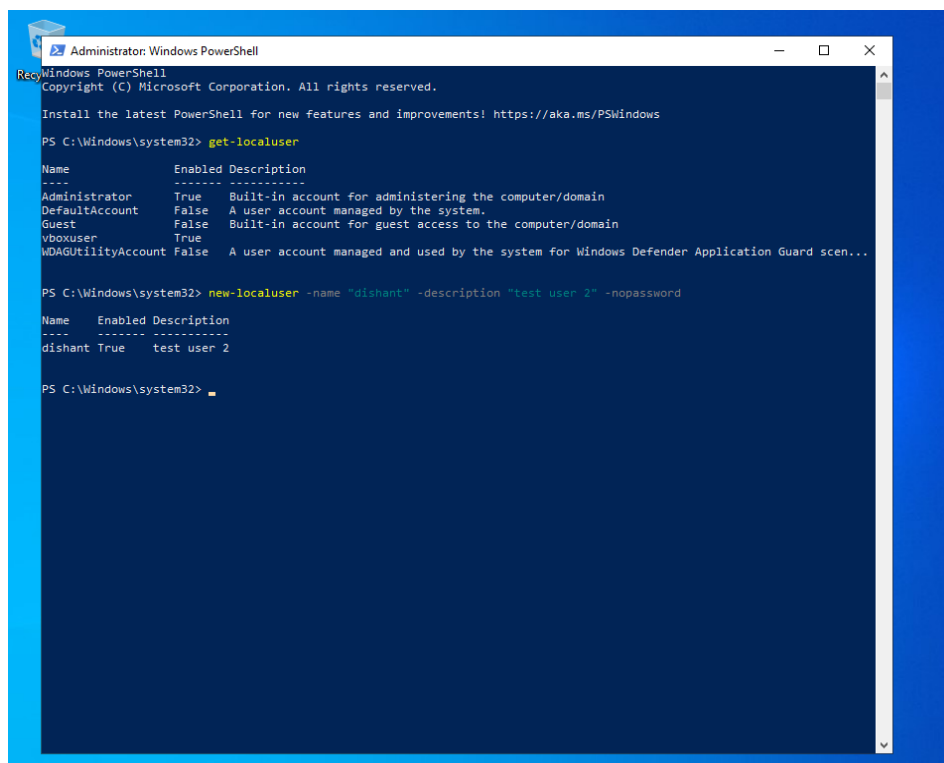 Administrator: Windows PowerShell
Recy
Windows PowerShell
Copyright (C) Microsoft Corporation. All rights reserved.
Install the latest PowerShell for new features and improvements! https://aka.ms/PSWindows
PS C:\Windows\system32> get-localuser
Name Enabled Description
---- ------- -----------
Administrator True Built-in account for administering the computer/domain
DefaultAccount False A user account managed by the system.
Guest False Built-in account for guest access to the computer/domain
vboxuser True
WDAGUtilityAccount False A user account managed and used by the system for Windows Defender Application Guard scen...
PS C:\Windows\system32> new-localuser -name "dishant" -description "test user 2" -nopassword
Name Enabled Description
---- ------- -----------
dishant True test user 2
PS C:\Windows\system32>